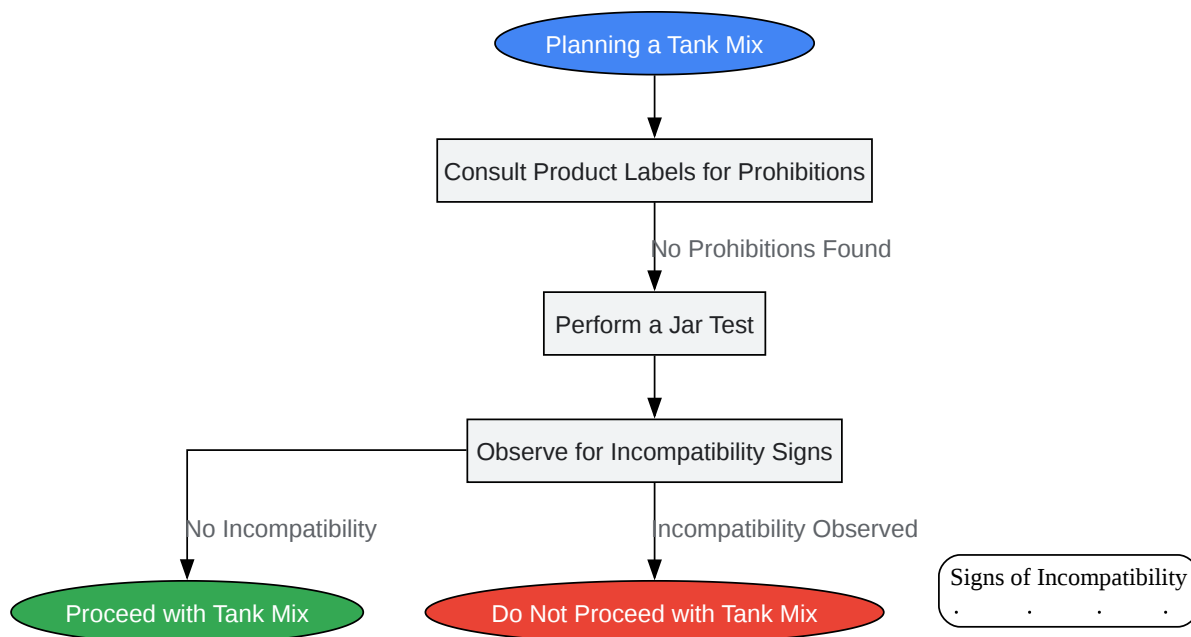 Planning a Tank Mix
Consult Product Labels for Prohibitions
No Prohibitions Found
Perform a Jar Test
Observe for Incompatibility Signs
No Incompatibility
Incompatibility Observed
Proceed with Tank Mix
Do Not Proceed with Tank Mix
Signs of Incompatibility
. . . .